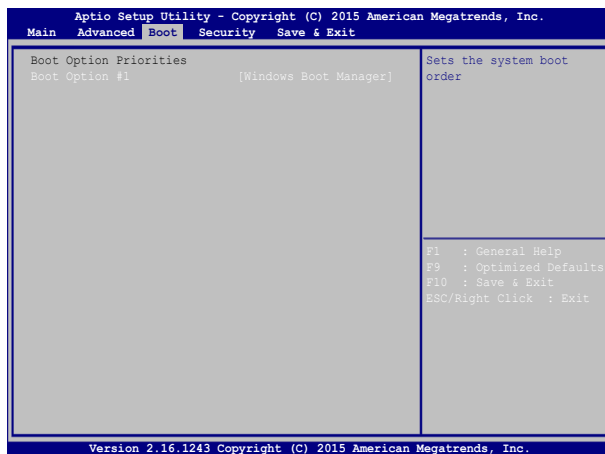 Aptio Setup Utility - Copyright (C) 2015 American Megatrends, Inc.
Main Advanced Boot Security Save & Exit
Boot Option Priorities
Boot Option #1 [Windows Boot Manager]
Sets the system boot
order
F1 : General Help
F9 : Optimized Defaults
F10 : Save & Exit
ESC/Right Click : Exit
Version 2.16.1243 Copyright (C) 2015 American Megatrends, Inc.